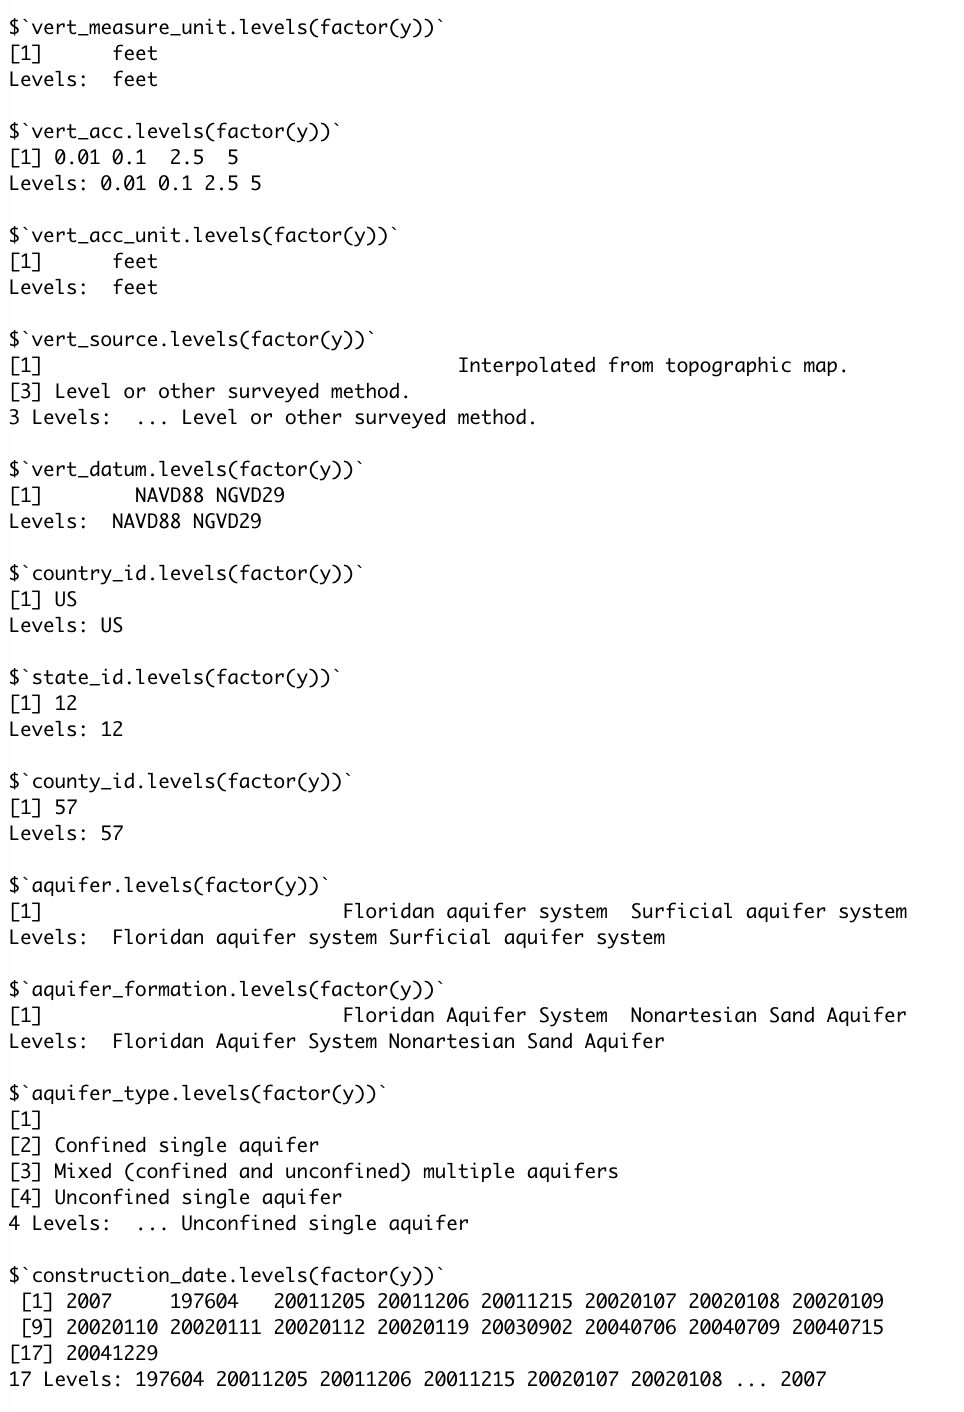 $`vert_measure_unit.levels(factor(y))`
[1]      feet
Levels:  feet

$`vert_acc.levels(factor(y))`
[1] 0.01 0.1  2.5  5
Levels: 0.01 0.1 2.5 5

$`vert_acc_unit.levels(factor(y))`
[1]      feet
Levels:  feet

$`vert_source.levels(factor(y))`
[1]                                    Interpolated from topographic map.
[3] Level or other surveyed method.
3 Levels:  ... Level or other surveyed method.

$`vert_datum.levels(factor(y))`
[1]        NAVD88 NGVD29
Levels:  NAVD88 NGVD29

$`country_id.levels(factor(y))`
[1] US
Levels: US

$`state_id.levels(factor(y))`
[1] 12
Levels: 12

$`county_id.levels(factor(y))`
[1] 57
Levels: 57

$`aquifer.levels(factor(y))`
[1]                          Floridan aquifer system  Surficial aquifer system
Levels:  Floridan aquifer system Surficial aquifer system

$`aquifer_formation.levels(factor(y))`
[1]                          Floridan Aquifer System  Nonartesian Sand Aquifer
Levels:  Floridan Aquifer System Nonartesian Sand Aquifer

$`aquifer_type.levels(factor(y))`
[1]
[2] Confined single aquifer
[3] Mixed (confined and unconfined) multiple aquifers
[4] Unconfined single aquifer
4 Levels:  ... Unconfined single aquifer

$`construction_date.levels(factor(y))`
 [1] 2007     197604   20011205 20011206 20011215 20020107 20020108 20020109
 [9] 20020110 20020111 20020112 20020119 20030902 20040706 20040709 20040715
[17] 20041229
17 Levels: 197604 20011205 20011206 20011215 20020107 20020108 ... 2007